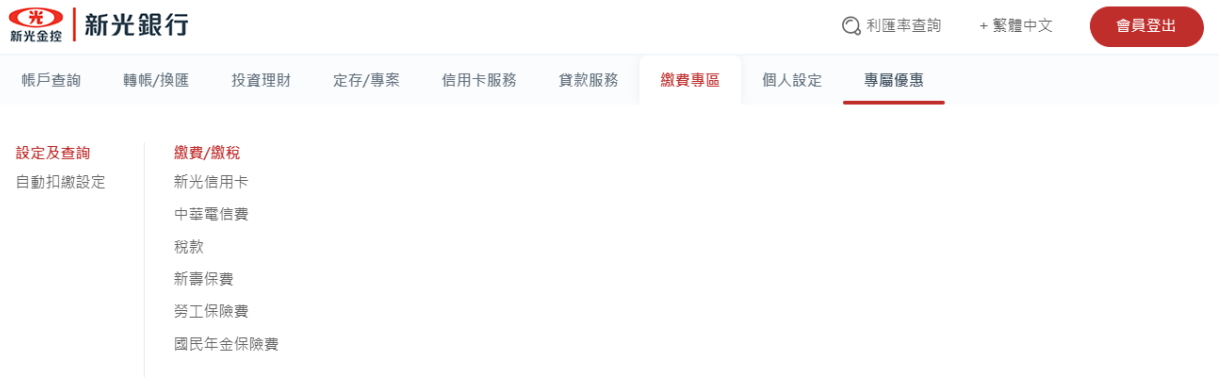 光
新光金控
新光銀行
利匯率查詢
+ 繁體中文
會員登出
帳戶查詢
轉帳/換匯
投資理財
定存/專案
信用卡服務
貸款服務
繳費專區
個人設定
專屬優惠
設定及查詢
自動扣繳設定
繳費/繳稅
新光信用卡
中華電信費
稅款
新壽保費
勞工保險費
國民年金保險費